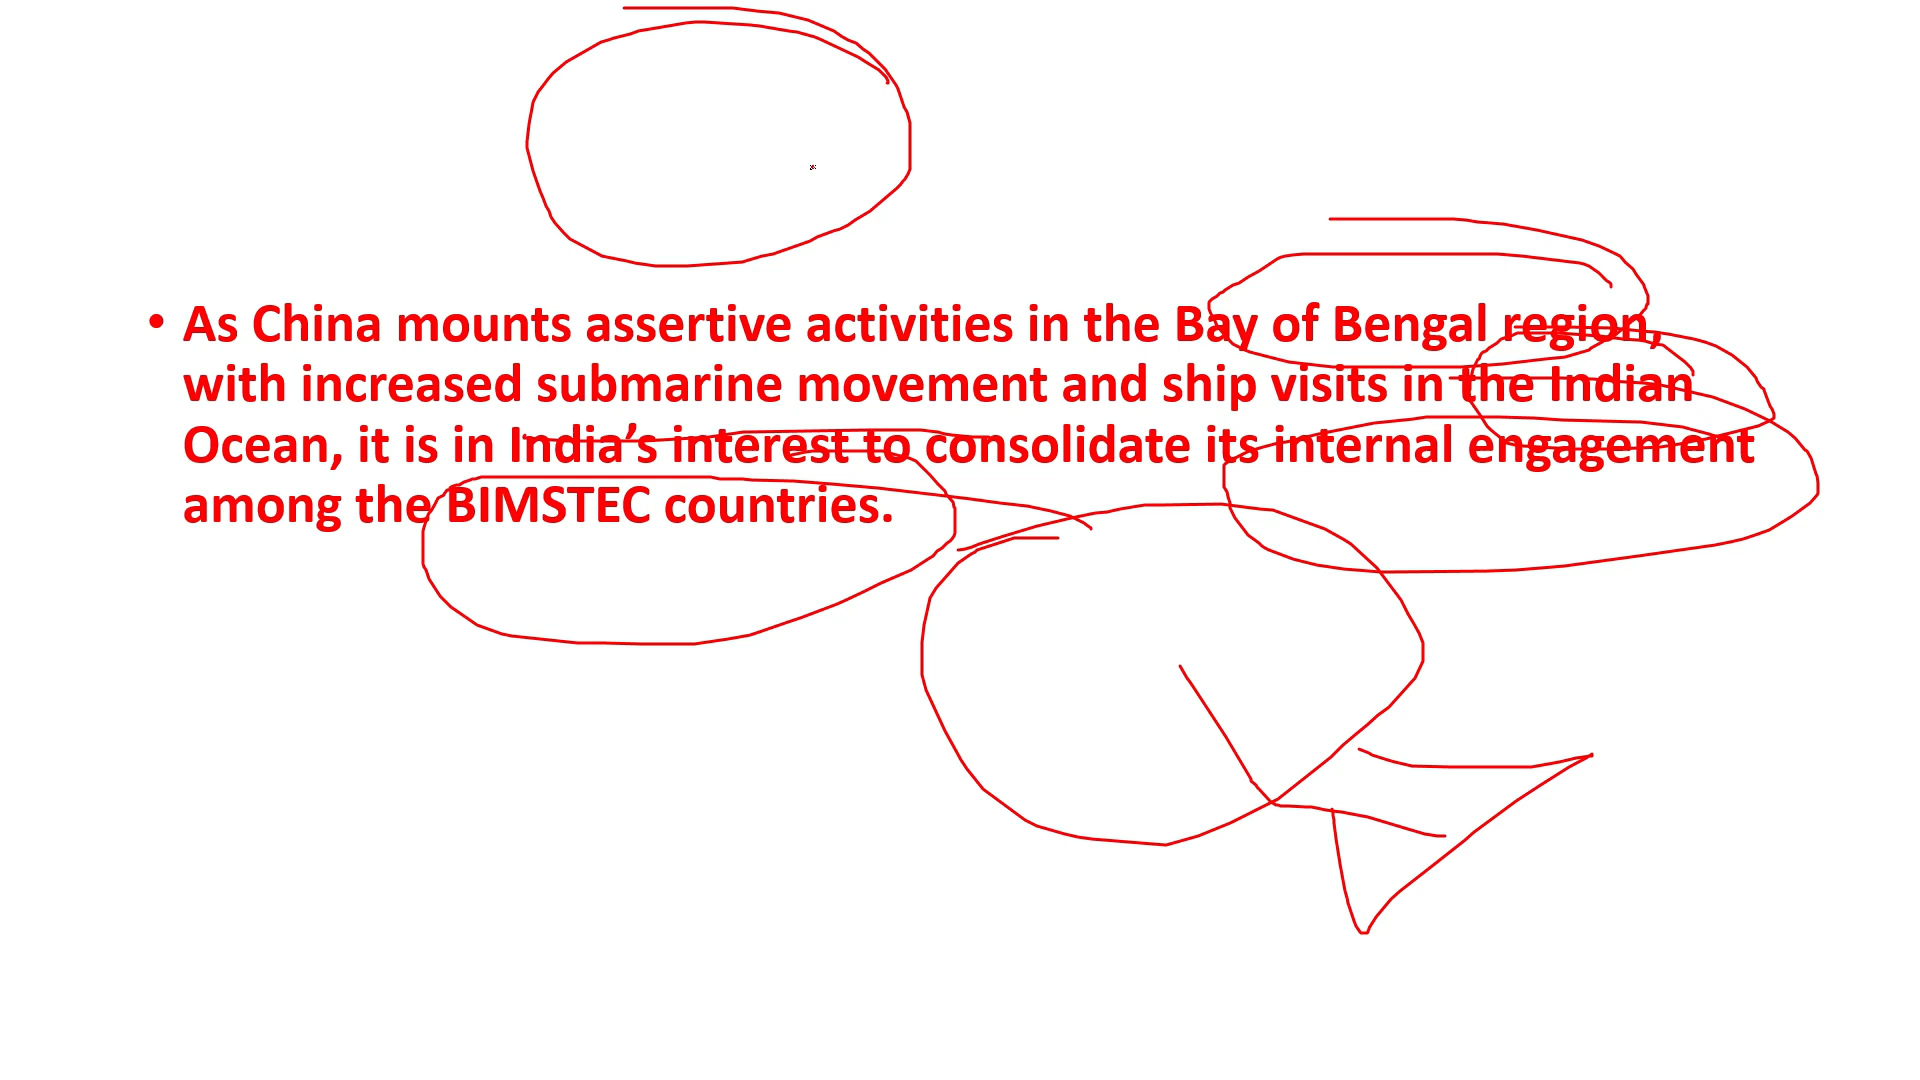 • As China mounts assertive activities in the Bay of Bengal region,
with increased submarine movement and ship visits in the Indian
Ocean, it is in India’s interest to consolidate its internal engagement
among the BIMSTEC countries.